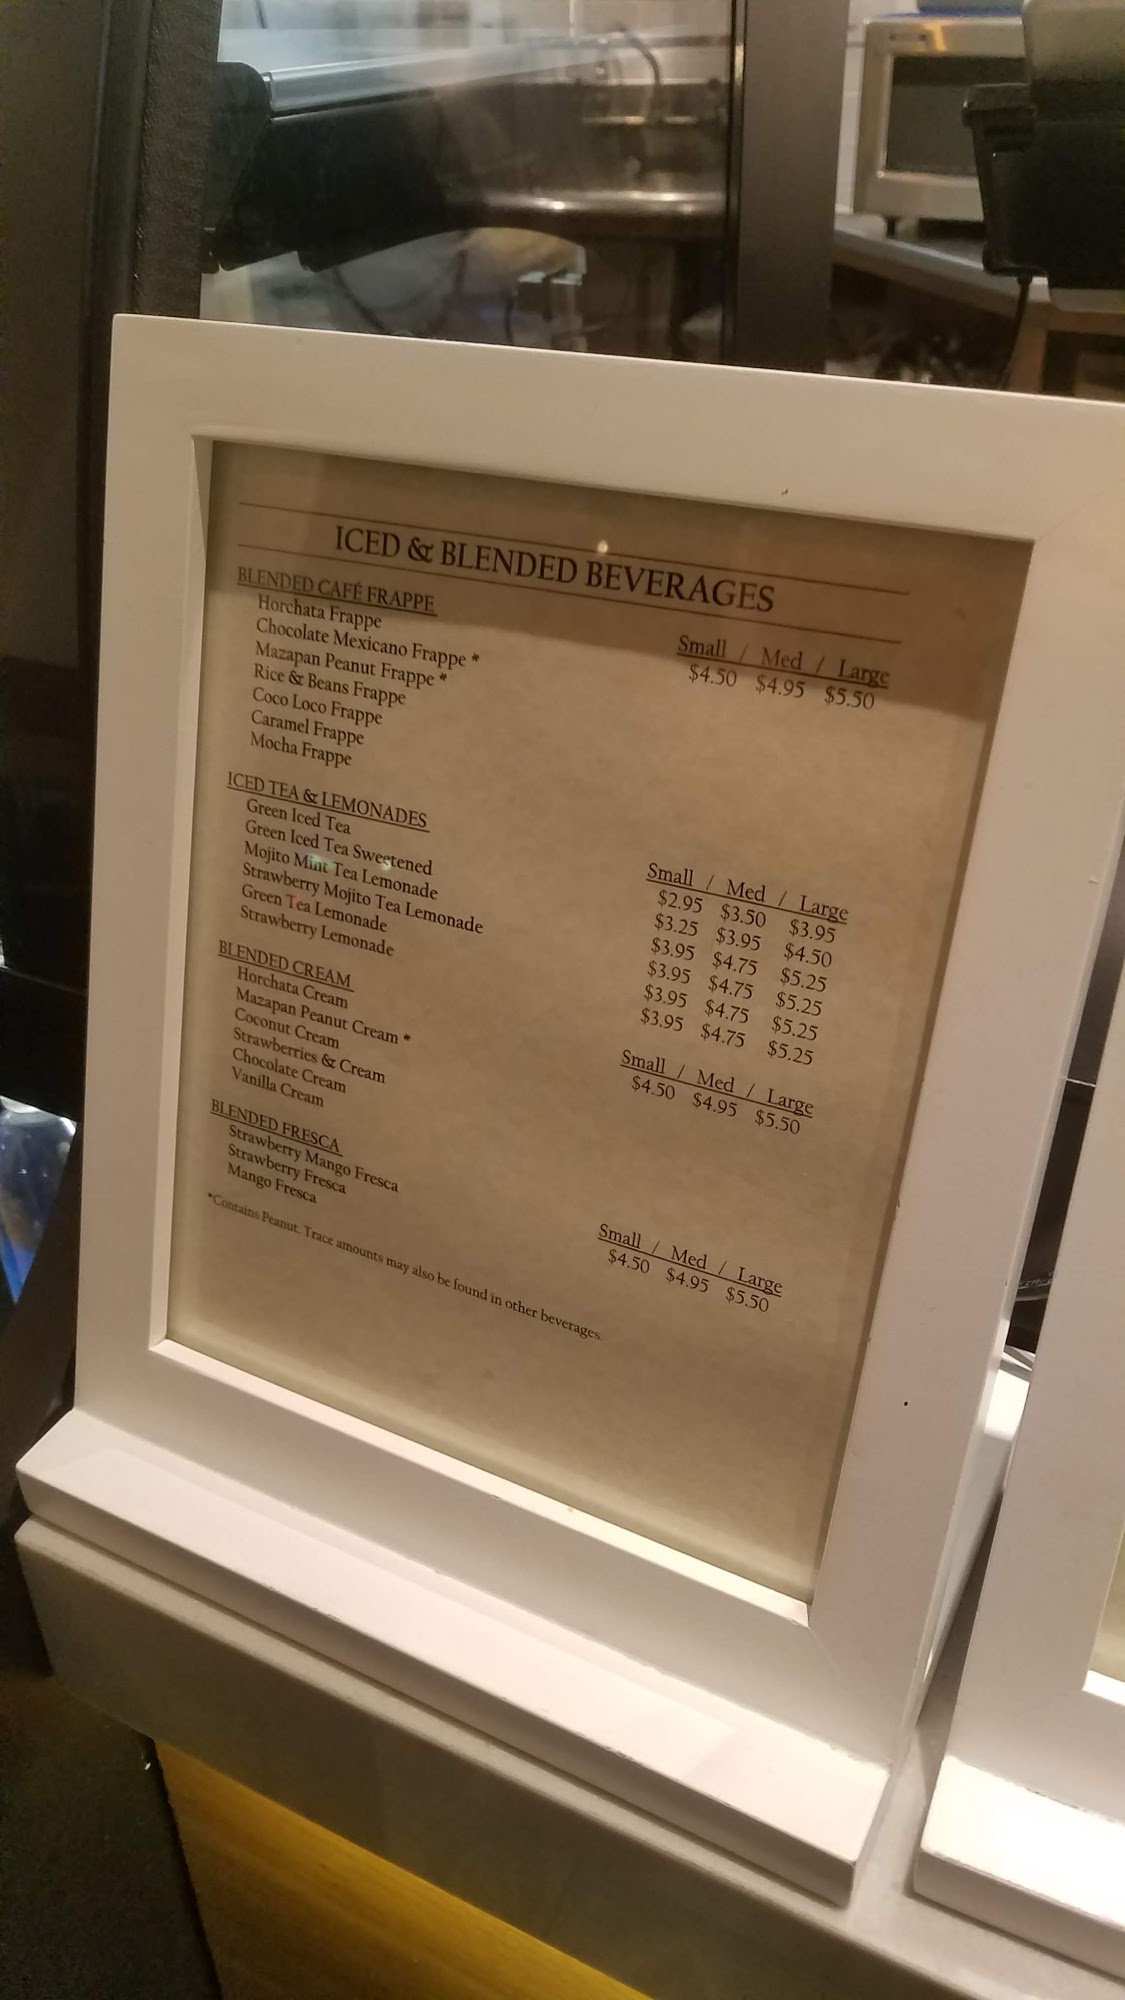 ICED & BLENDED BEVERAGES
BLENDED CAFÉ FRAPPE
Small / Med / Large
Horchata Frappe
$4.50 $4.95 $5.50
Chocolate Mexicano Frappe *
Mazapan Peanut Frappe *
Rice & Beans Frappe
Coco Loco Frappe
Caramel Frappe
Mocha Frappe
ICED TEA & LEMONADES
Small / Med / Large
Green Iced Tea
$2.95 $3.50 $3.95
Green Iced Tea Sweetened
$3.25 $3.95 $4.50
Mojito Mint Tea Lemonade
$3.95 $4.75 $5.25
Strawberry Mojito Tea Lemonade
$3.95 $4.75 $5.25
Green Tea Lemonade
$3.95 $4.75 $5.25
Strawberry Lemonade
$3.95 $4.75 $5.25
BLENDED CREAM
Small / Med / Large
Horchata Cream
$4.50 $4.95 $5.50
Mazapan Peanut Cream *
Coconut Cream
Strawberries & Cream
Chocolate Cream
Vanilla Cream
BLENDED FRESCA
Small / Med / Large
Strawberry Mango Fresca
$4.50 $4.95 $5.50
Strawberry Fresca
Mango Fresca
*Contains Peanut. Trace amounts may also be found in other beverages.